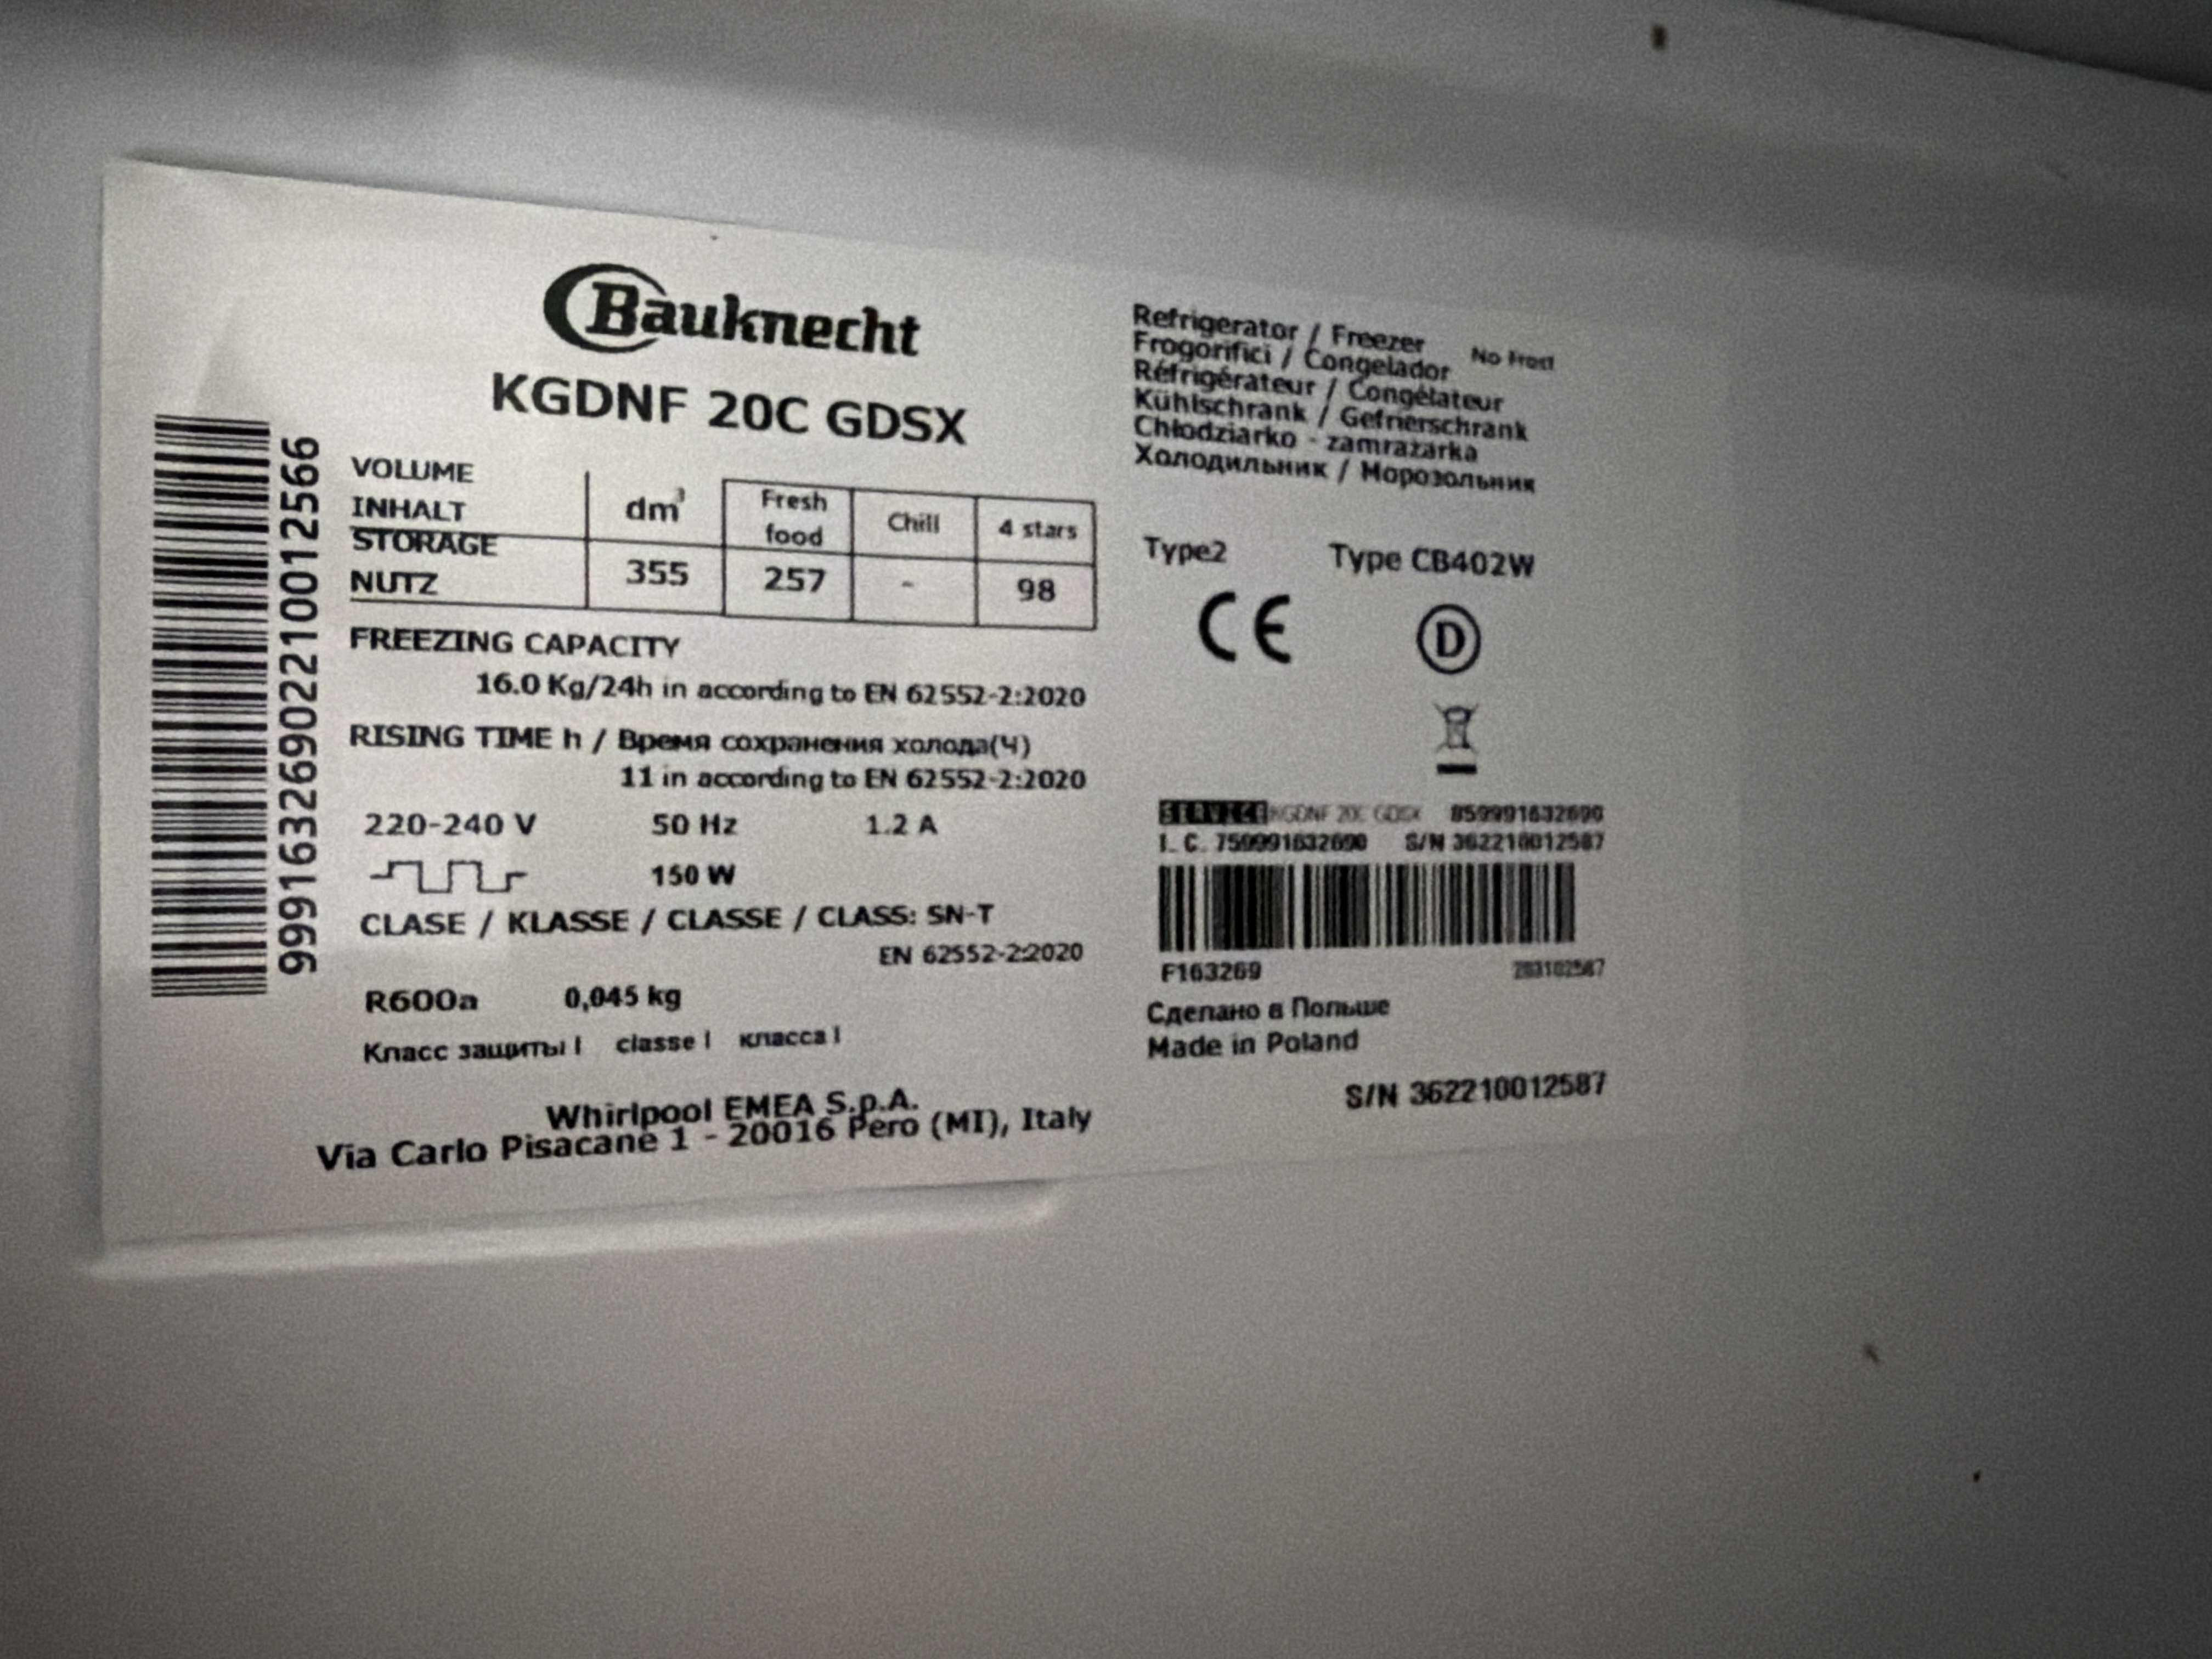 Bauknecht
KGDNF 20C GDSX
99916326902210012566
VOLUME
INHALT
STORAGE
NUTZ
dm³ Fresh food Chill 4 stars
355 257 - 98
FREEZING CAPACITY
16.0 Kg/24h in according to EN 62552-2:2020
RISING TIME h / Время сохранения холода(Ч)
11 in according to EN 62552-2:2020
220-240 V 50 Hz 1.2 A
150 W
CLASE / KLASSE / CLASSE / CLASS: SN-T
EN 62552-2:2020
R600a 0,045 kg
Класс защиты I classe I класса I
Whirlpool EMEA S.p.A.
Via Carlo Pisacane 1 - 20016 Pero (MI), Italy
Refrigerator / Freezer No Frost
Frogorifici / Congelador
Réfrigérateur / Congélateur
Kühlschrank / Gefrierschrank
Chłodziarko - zamrażarka
Холодильник / Морозольник
Type2 Type CB402W
CE D
SERVICE KGDNF 20C GDSX 859991632690
I. C. 759991632690 S/N 362210012587
F163269
Сделано в Польше
Made in Poland
S/N 362210012587